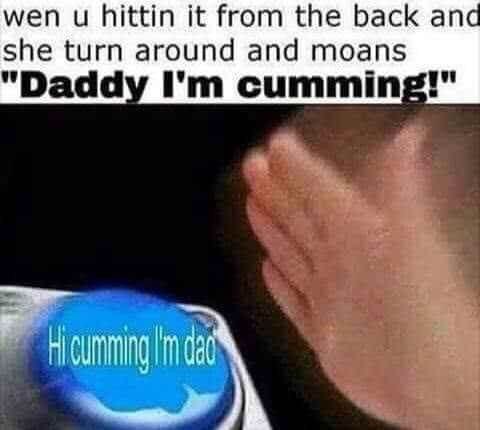 wen u hittin it from the back and
she turn around and moans
"Daddy I'm cumming!"
Hi cumming I'm dad